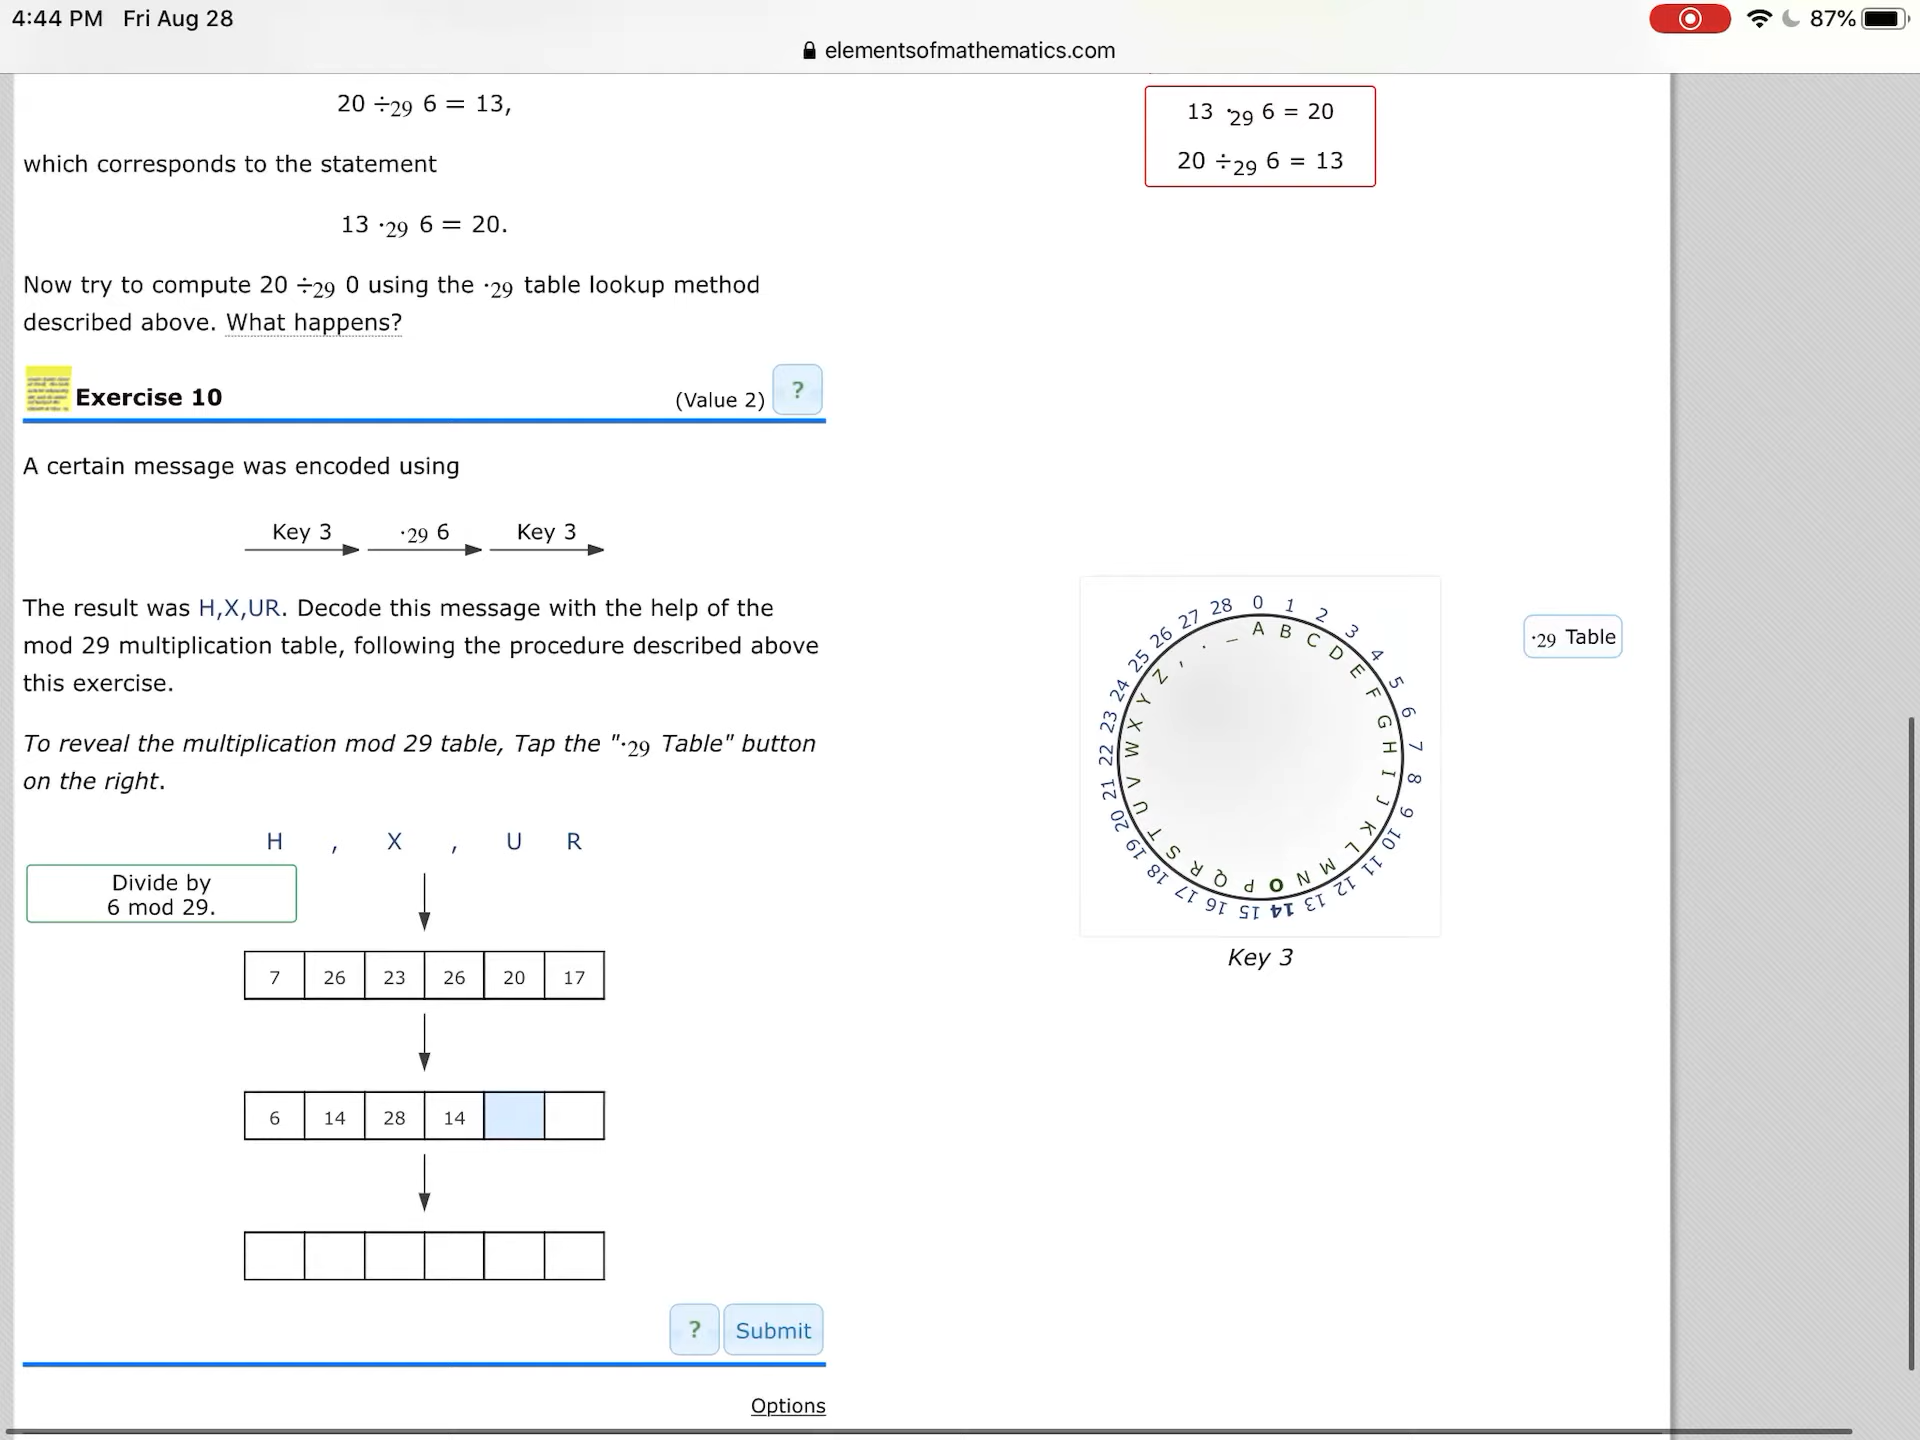 4:44 PM Fri Aug 28
87%
elementsofmathematics.com
20 ÷29 6 = 13,
which corresponds to the statement
13 ·29 6 = 20.
Now try to compute 20 ÷29 0 using the ·29 table lookup method
described above. What happens?
13 ·29 6 = 20
20 ÷29 6 = 13
Exercise 10
(Value 2)
?
A certain message was encoded using
Key 3 ·29 6 Key 3
The result was H,X,UR. Decode this message with the help of the
mod 29 multiplication table, following the procedure described above
this exercise.
To reveal the multiplication mod 29 table, Tap the "·29 Table" button
on the right.
H , X , U R
Divide by
6 mod 29.
7 26 23 26 20 17
6 14 28 14
? Submit
Options
0 1 2 3 4 5 6 7 8 9 10 11 12 13 14 15 16 17 18 19 20 21 22 23 24 25 26 27 28
A B C D E F G H I J K L M N O P Q R S T U V W X Y Z , . _
Key 3
·29 Table